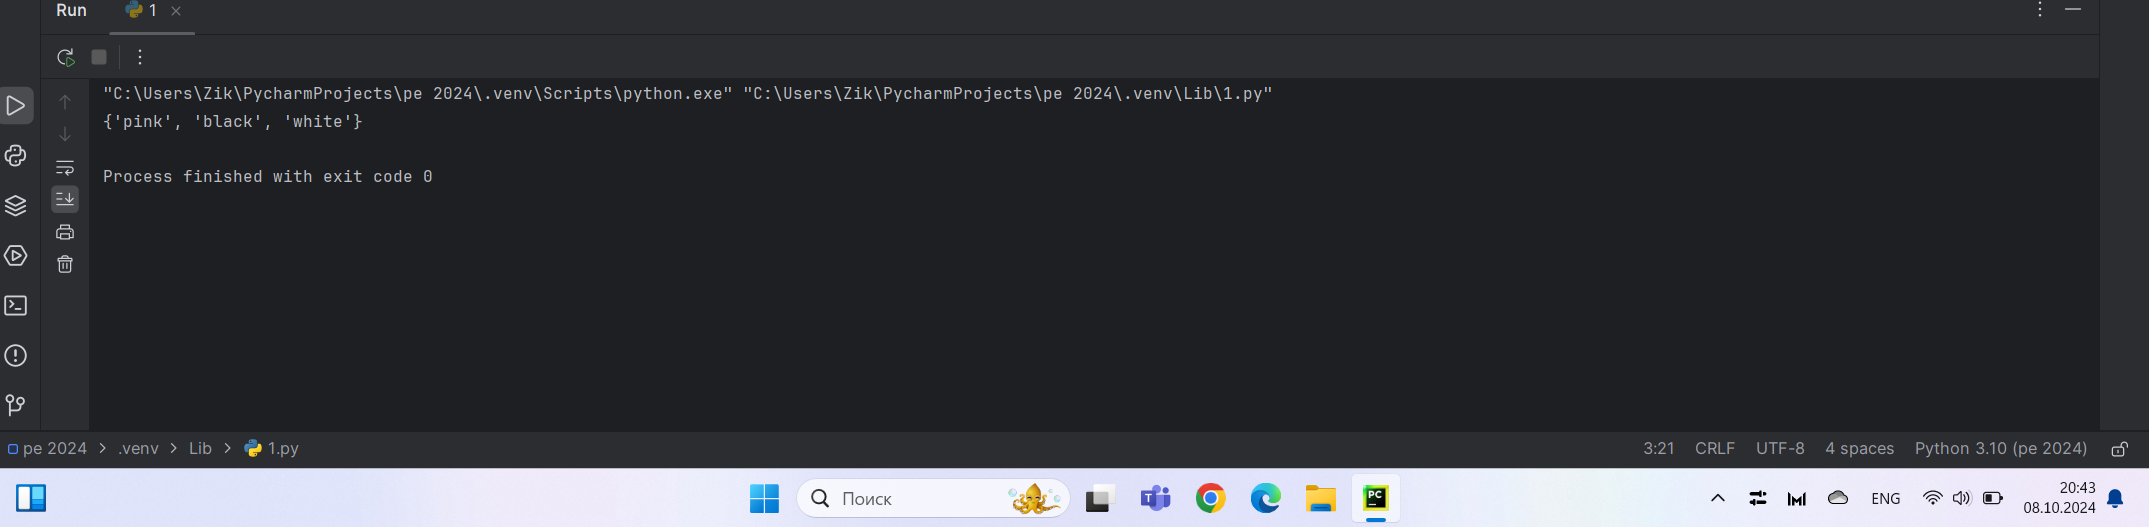 Run 1
"C:\Users\Zik\PycharmProjects\pe 2024\.venv\Scripts\python.exe" "C:\Users\Zik\PycharmProjects\pe 2024\.venv\Lib\1.py"
{'pink', 'black', 'white'}
Process finished with exit code 0
pe 2024 > .venv > Lib > 1.py 3:21 CRLF UTF-8 4 spaces Python 3.10 (pe 2024)
Поиск T PC ENG 20:43
08.10.2024